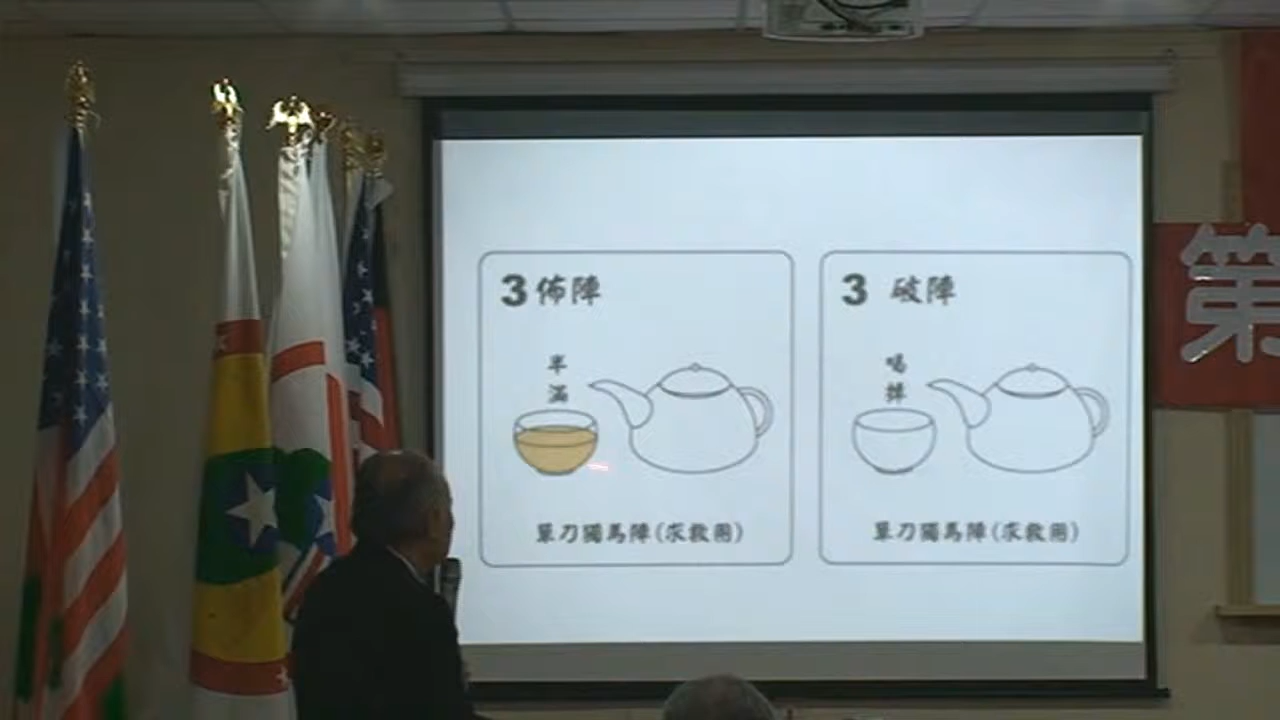 3 佈陣
半
滿
單刀獨馬陣(求救用)
3 破陣
喝
掉
單刀獨馬陣(求救用)
第